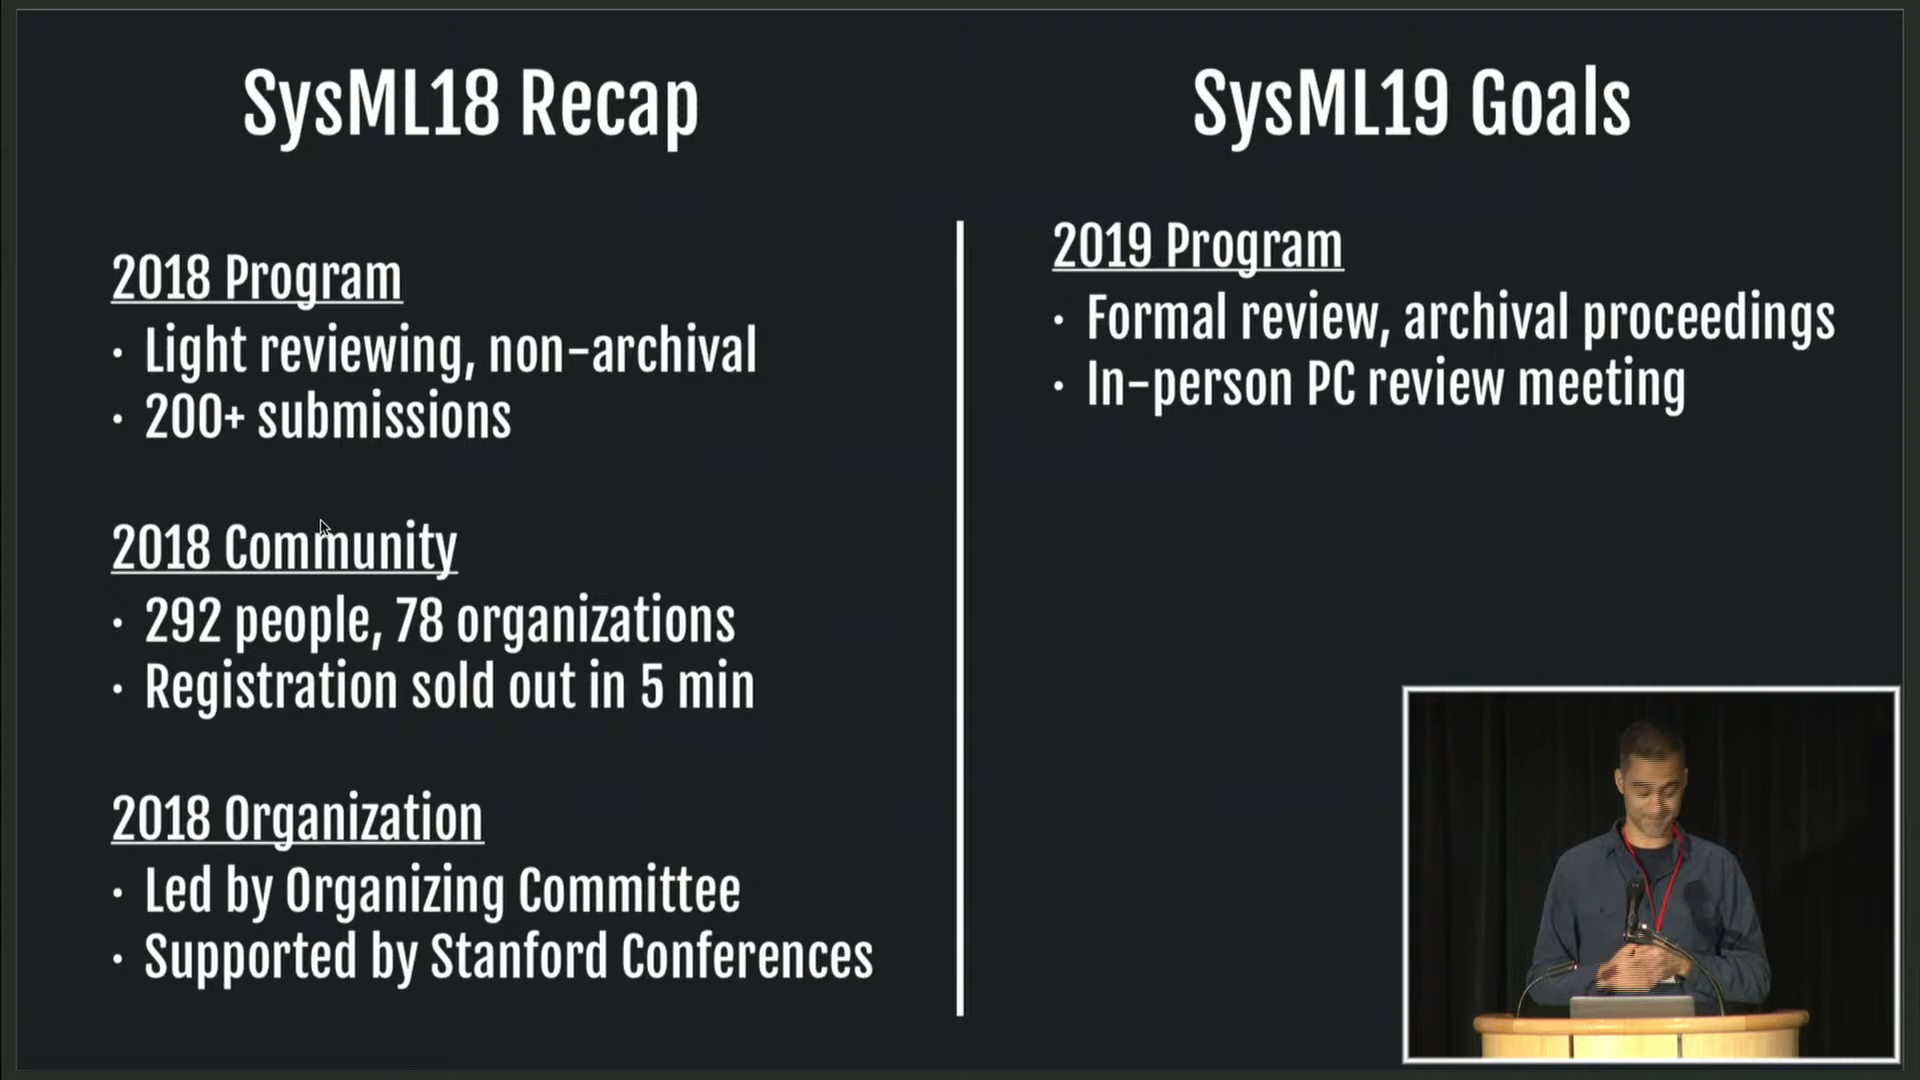 SysML18 Recap
2018 Program
• Light reviewing, non-archival
• 200+ submissions
2018 Community
• 292 people, 78 organizations
• Registration sold out in 5 min
2018 Organization
• Led by Organizing Committee
• Supported by Stanford Conferences
SysML19 Goals
2019 Program
• Formal review, archival proceedings
• In-person PC review meeting